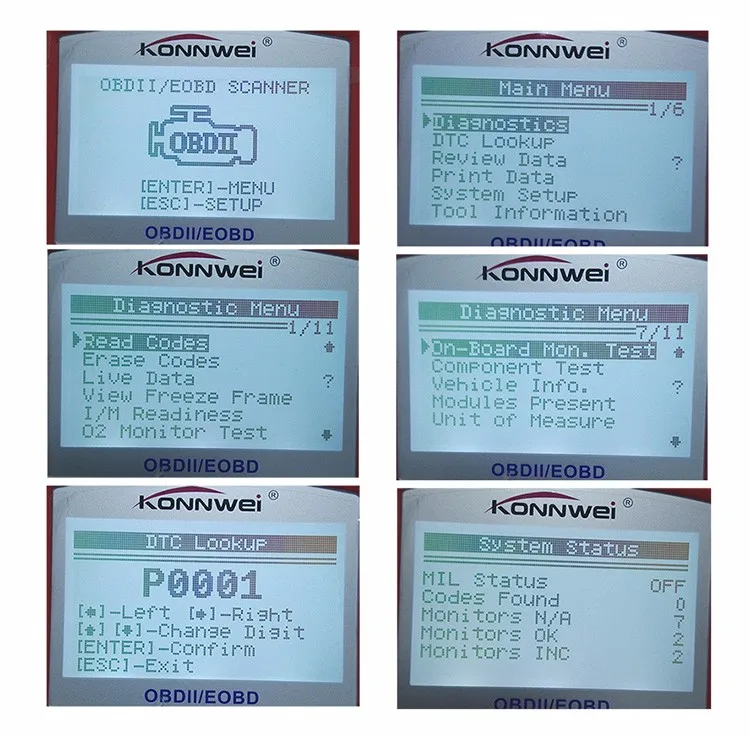 KONNWEI®
OBDII/EOBD SCANNER
OBDII
[ENTER]-MENU
[ESC]-SETUP
OBDII/EOBD
KONNWEI®
Main Menu
1/6
Diagnostics
DTC Lookup
Review Data ?
Print Data
System Setup
Tool Information
OBDII/EOBD
KONNWEI®
Diagnostic Menu
1/11
Read Codes
Erase Codes
Live Data ?
View Freeze Frame
I/M Readiness
O2 Monitor Test
OBDII/EOBD
KONNWEI®
Diagnostic Menu
7/11
On-Board Mon. Test
Component Test
Vehicle Info. ?
Modules Present
Unit of Measure
OBDII/EOBD
KONNWEI®
DTC Lookup
P0001
[←]-Left [→]-Right
[↑] [↓]-Change Digit
[ENTER]-Confirm
[ESC]-Exit
OBDII/EOBD
KONNWEI®
System Status
MIL Status OFF
Codes Found 0
Monitors N/A 7
Monitors OK 2
Monitors INC 2
OBDII/EOBD